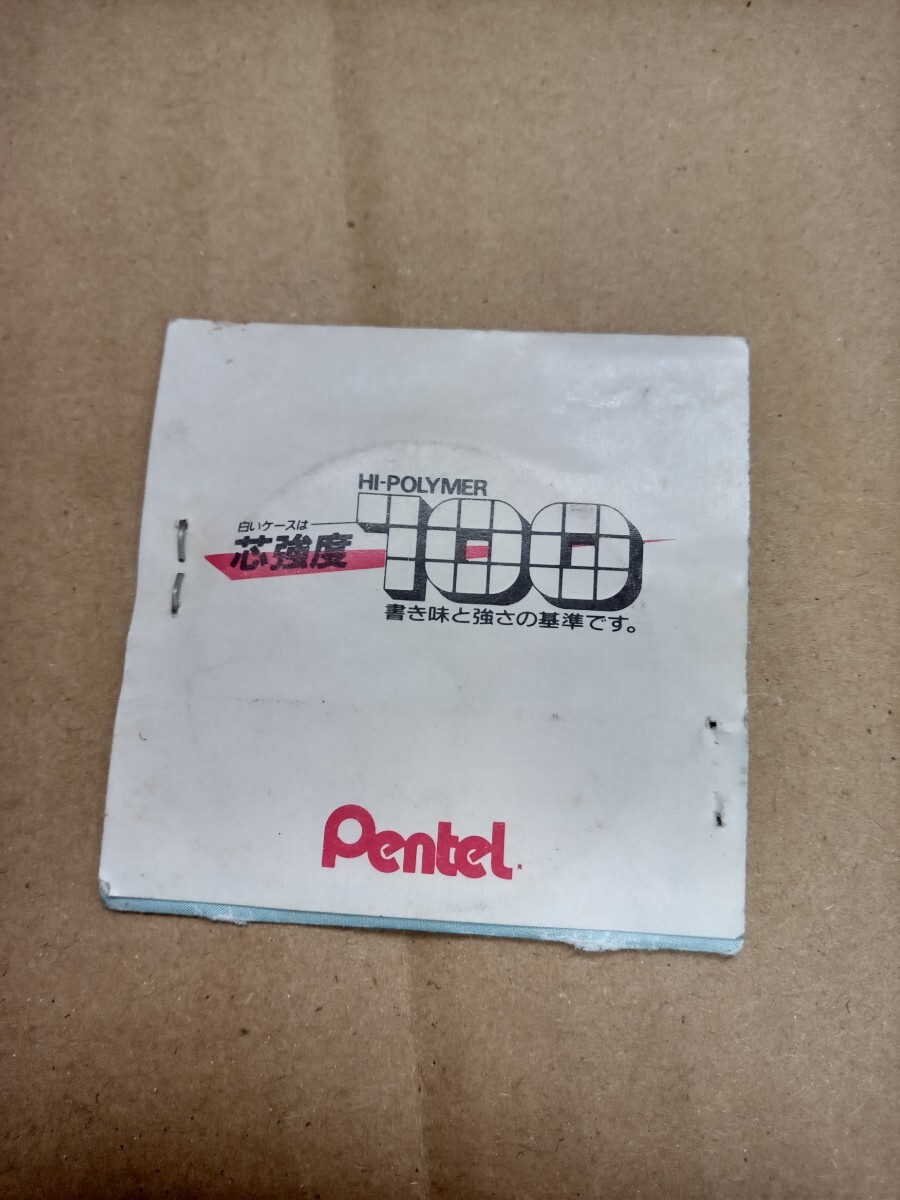 HI-POLYMER
100
白いケースは
芯強度
書き味と強さの基準です。
Pentel